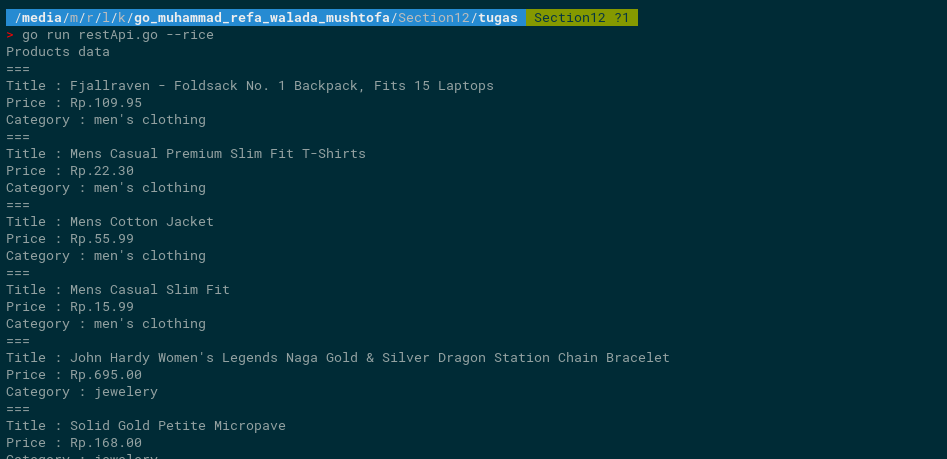 /media/m/r/l/k/go_muhammad_refa_walada_mushtofa/Section12/tugas Section12 ?1
> go run restApi.go --rice
Products data
===
Title : Fjallraven - Foldsack No. 1 Backpack, Fits 15 Laptops
Price : Rp.109.95
Category : men's clothing
===
Title : Mens Casual Premium Slim Fit T-Shirts
Price : Rp.22.30
Category : men's clothing
===
Title : Mens Cotton Jacket
Price : Rp.55.99
Category : men's clothing
===
Title : Mens Casual Slim Fit
Price : Rp.15.99
Category : men's clothing
===
Title : John Hardy Women's Legends Naga Gold & Silver Dragon Station Chain Bracelet
Price : Rp.695.00
Category : jewelery
===
Title : Solid Gold Petite Micropave
Price : Rp.168.00
Category : jewelery